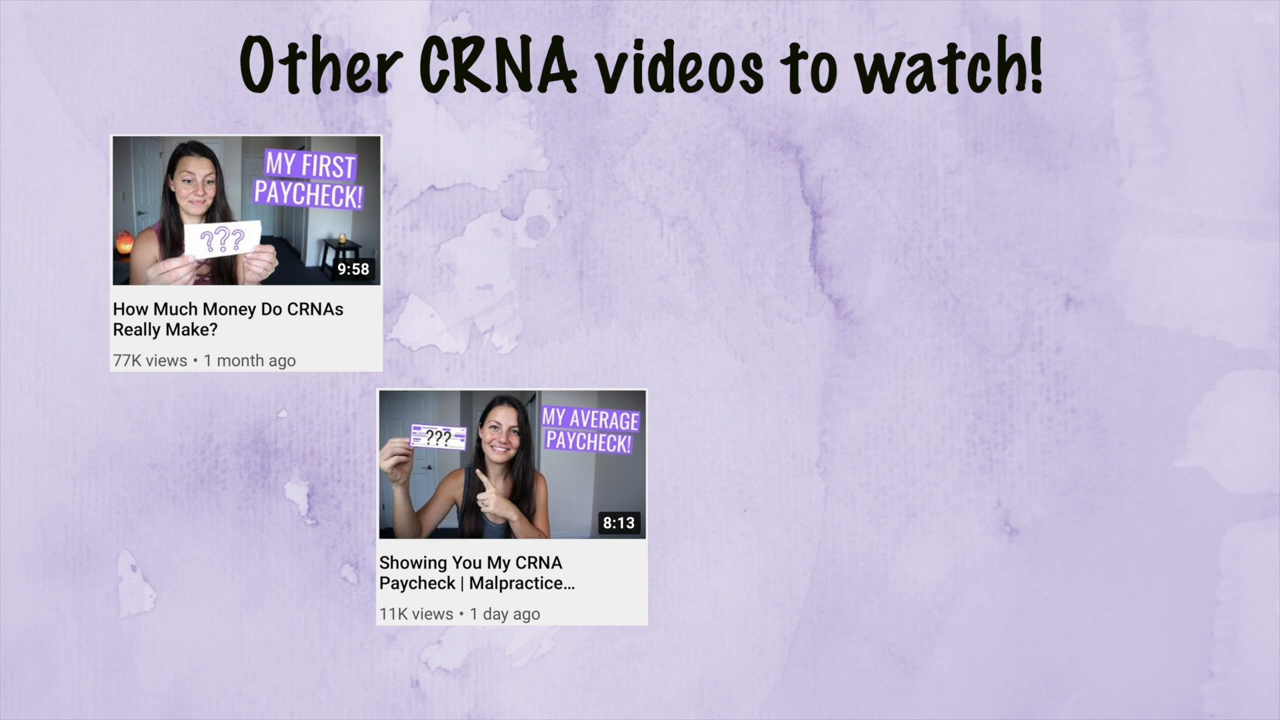 Other CRNA videos to watch!
MY FIRST
PAYCHECK!
???
9:58
How Much Money Do CRNAs
Really Make?
77K views • 1 month ago
MY AVERAGE
PAYCHECK!
???
8:13
Showing You My CRNA
Paycheck | Malpractice…
11K views • 1 day ago